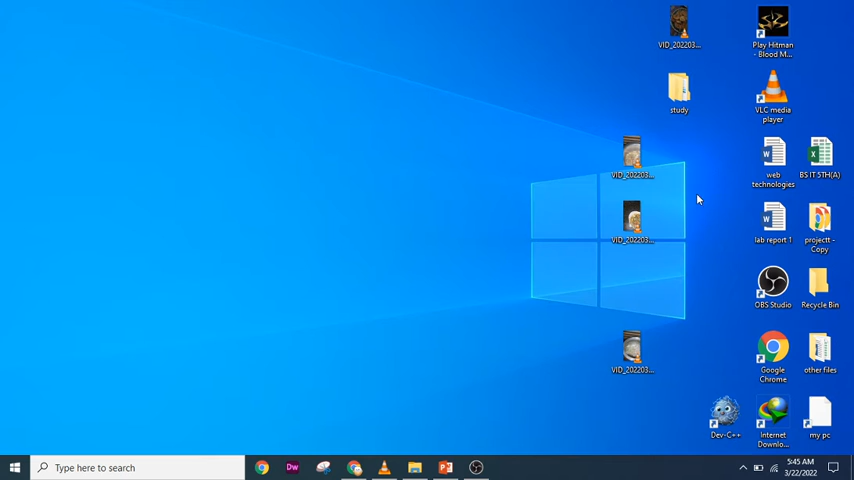 VID_202203...
Play Hitman
- Blood M...
study
VLC media
player
VID_202203...
web
technologies
BS IT 5TH(A)
VID_202203...
lab report 1
projectt -
Copy
OBS Studio
Recycle Bin
VID_202203...
Google
Chrome
other files
Dev-C++
Internet
Downlo...
my pc
Type here to search
Dw
5:45 AM
3/22/2022